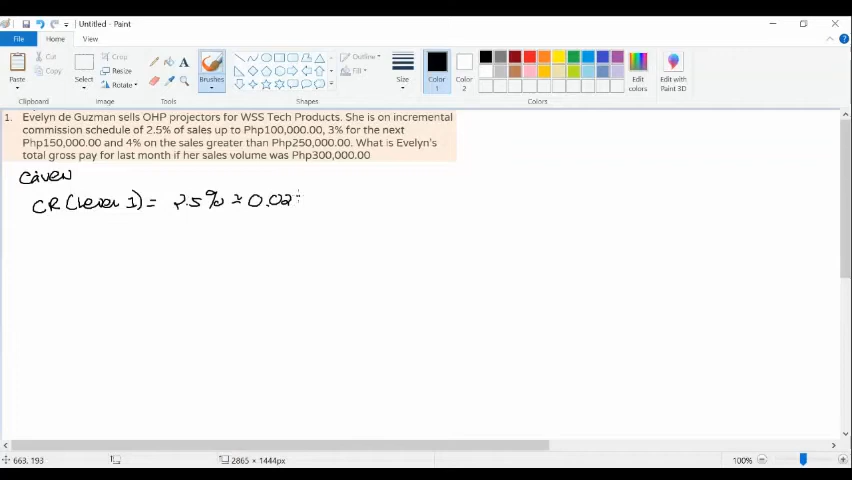 Untitled - Paint
File
Home
View
Paste
Cut
Copy
Clipboard
Select
Crop
Resize
Rotate
Image
Tools
Brushes
Shapes
Outline
Fill
Size
Color 1
Color 2
Colors
Edit colors
Edit with Paint 3D
1. Evelyn de Guzman sells OHP projectors for WSS Tech Products. She is on incremental
commission schedule of 2.5% of sales up to Php100,000.00, 3% for the next
Php150,000.00 and 4% on the sales greater than Php250,000.00. What is Evelyn's
total gross pay for last month if her sales volume was Php300,000.00
Given
CR (Level 1) = 2.5% ≈ 0.02
663, 193
2865 × 1444px
100%